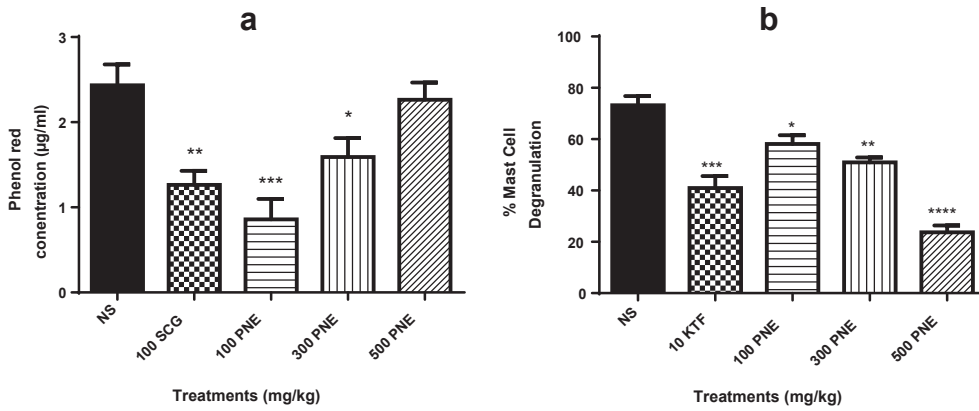 a
3
2
1
0
Phenol red
conentration (µg/ml)
**
***
*
NS
100 SCG
100 PNE
300 PNE
500 PNE
Treatments (mg/kg)
b
100
80
60
40
20
0
% Mast Cell
Degranulation
***
*
**
****
NS
10 KTF
100 PNE
300 PNE
500 PNE
Treatments (mg/kg)